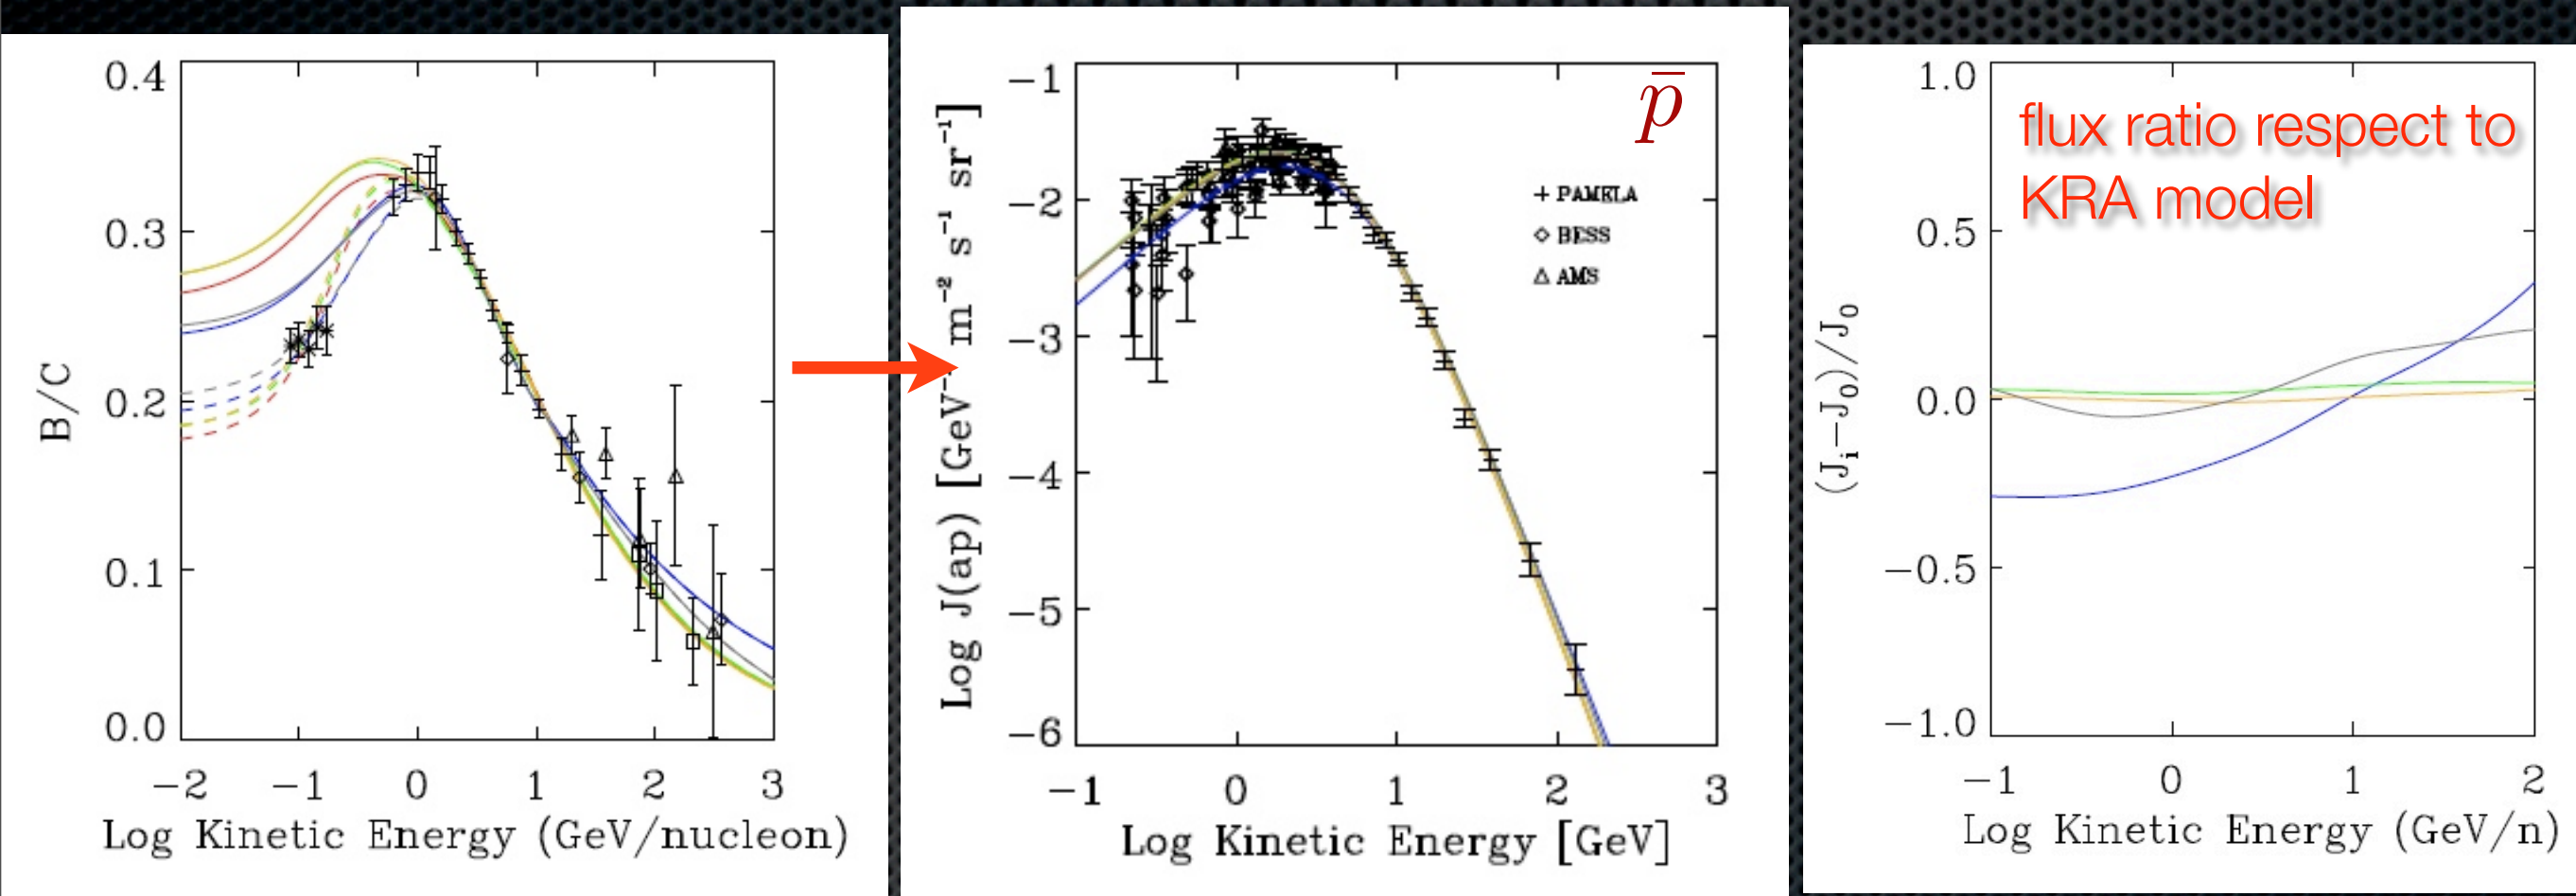 0.4
0.3
0.2
0.1
0.0
B/C
−2 −1 0 1 2 3
Log Kinetic Energy (GeV/nucleon)
−1
−2
−3
−4
−5
−6
Log J(ap) [GeV⁻¹ m⁻² s⁻¹ sr⁻¹]
p̄
PAMELA
BESS
AMS
−1 0 1 2 3
Log Kinetic Energy [GeV]
1.0
0.5
0.0
−0.5
−1.0
(Jᵢ−J₀)/J₀
flux ratio respect to
KRA model
−1 0 1 2
Log Kinetic Energy (GeV/n)